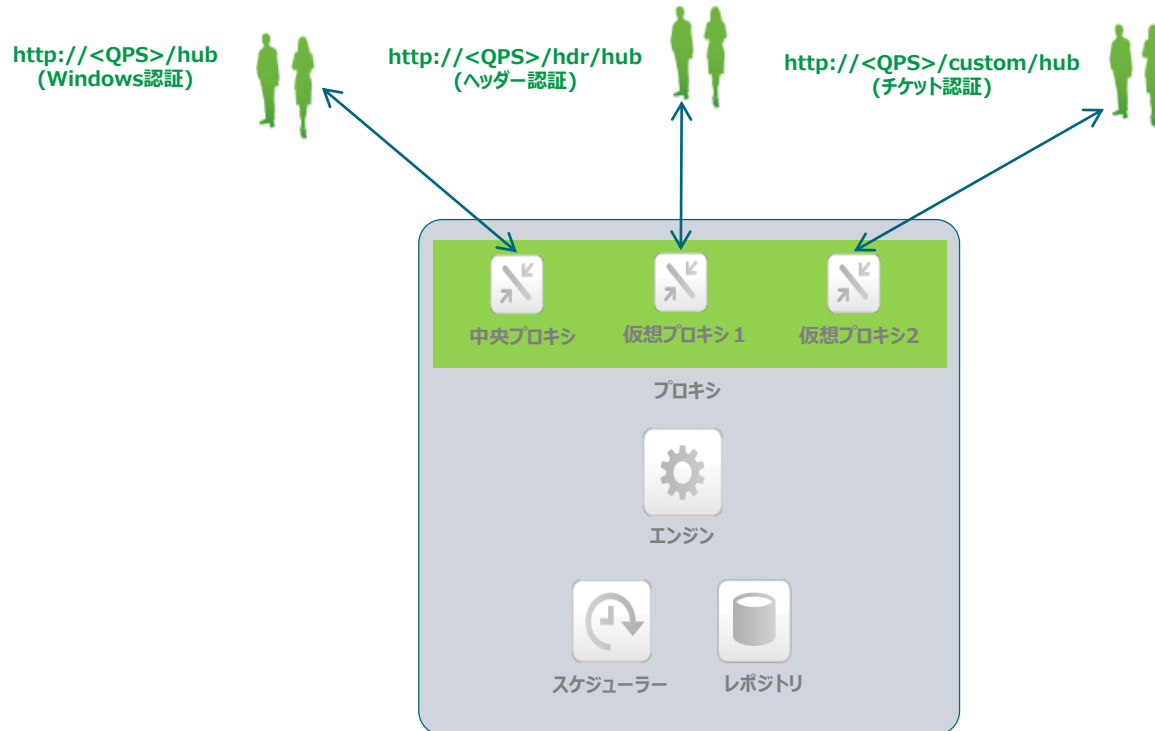 http://<QPS>/hub
(Windows認証)
http://<QPS>/hdr/hub
(ヘッダー認証)
http://<QPS>/custom/hub
(チケット認証)
中央プロキシ
仮想プロキシ1
仮想プロキシ2
プロキシ
エンジン
スケジューラー
レポジトリ